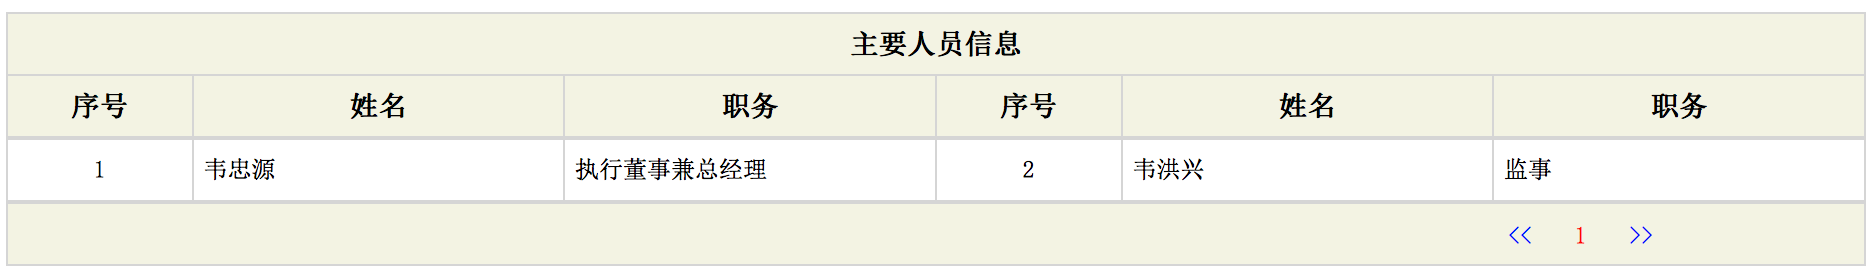 主要人员信息
序号 姓名 职务 序号 姓名 职务
1 韦忠源 执行董事兼总经理 2 韦洪兴 监事
<< 1 >>